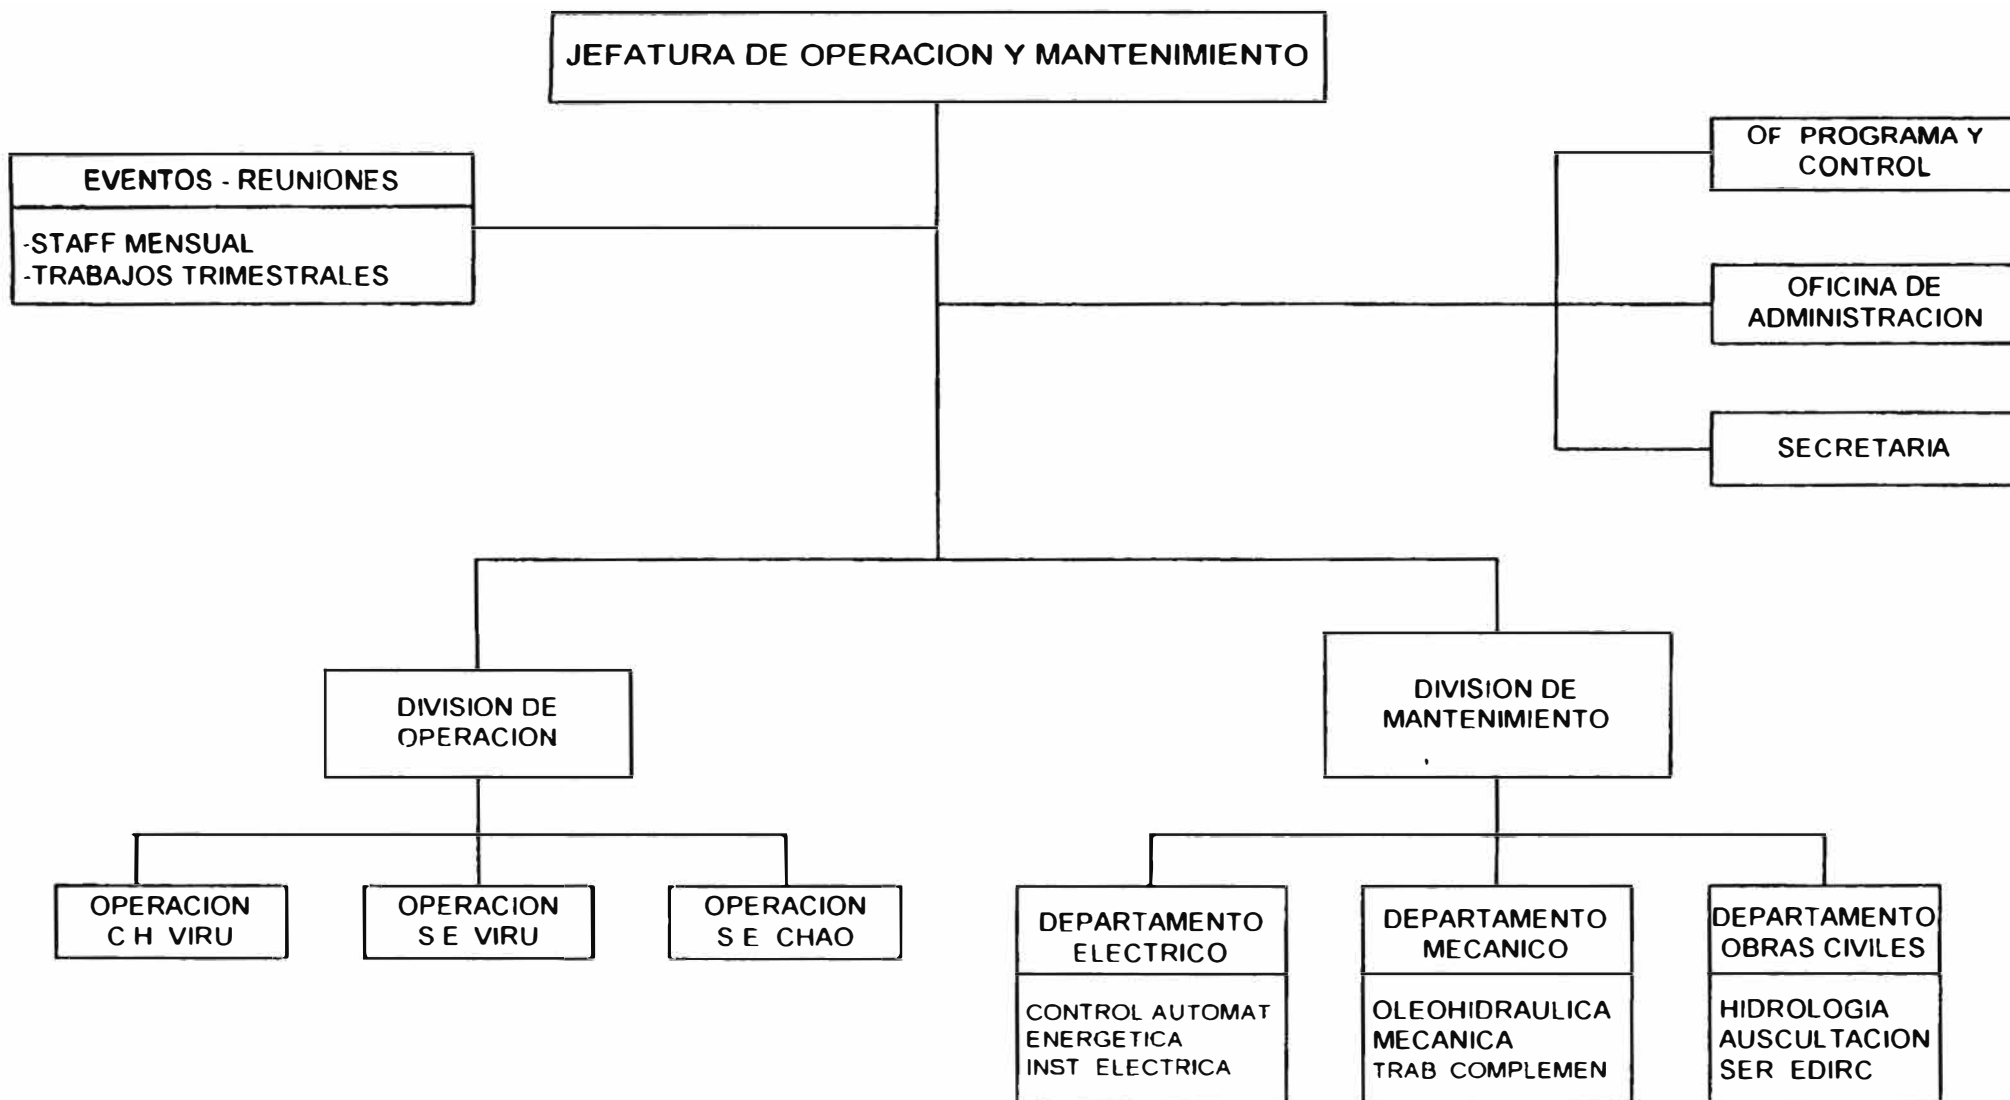 JEFATURA DE OPERACION Y MANTENIMIENTO
EVENTOS - REUNIONES
-STAFF MENSUAL
-TRABAJOS TRIMESTRALES
OF PROGRAMA Y
CONTROL
OFICINA DE
ADMINISTRACION
SECRETARIA
DIVISION DE
OPERACION
DIVISION DE
MANTENIMIENTO
OPERACION
C H VIRU
OPERACION
S E VIRU
OPERACION
S E CHAO
DEPARTAMENTO
ELECTRICO
CONTROL AUTOMAT
ENERGETICA
INST ELECTRICA
DEPARTAMENTO
MECANICO
OLEOHIDRAULICA
MECANICA
TRAB COMPLEMEN
DEPARTAMENTO
OBRAS CIVILES
HIDROLOGIA
AUSCULTACION
SER EDIRC